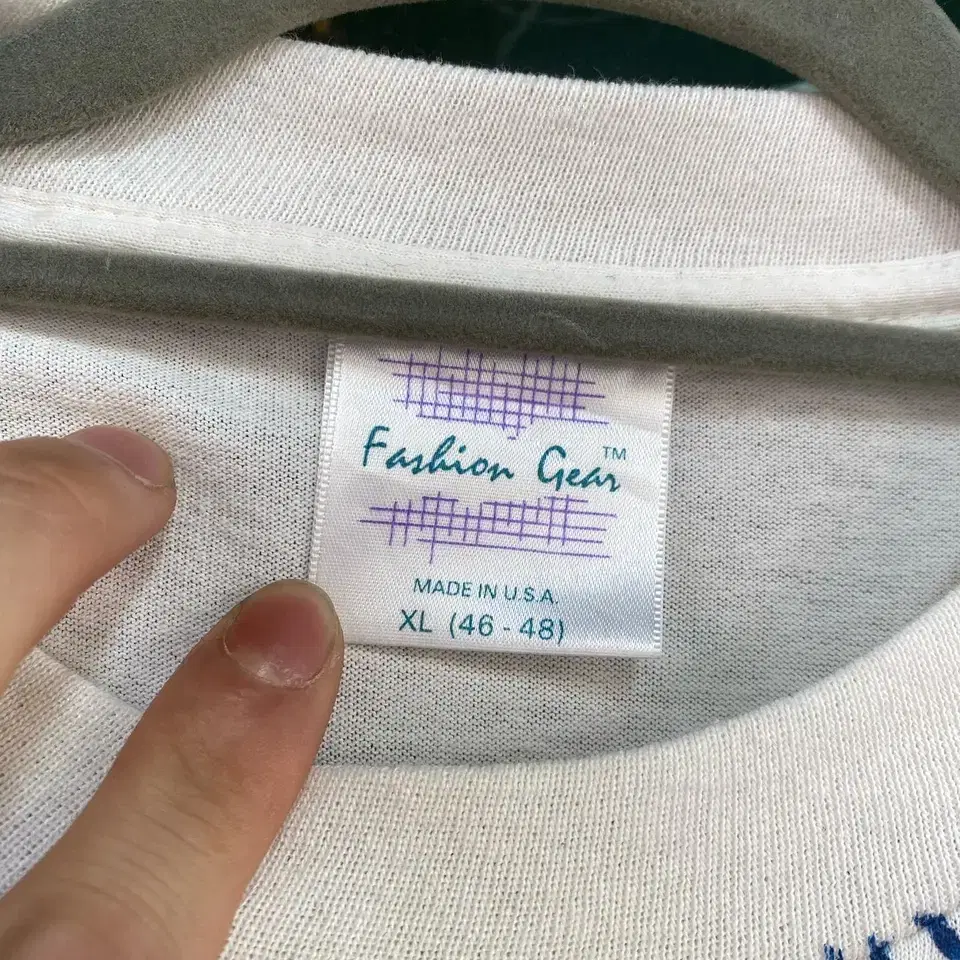 Fashion Gear™
MADE IN U.S.A.
XL (46 - 48)